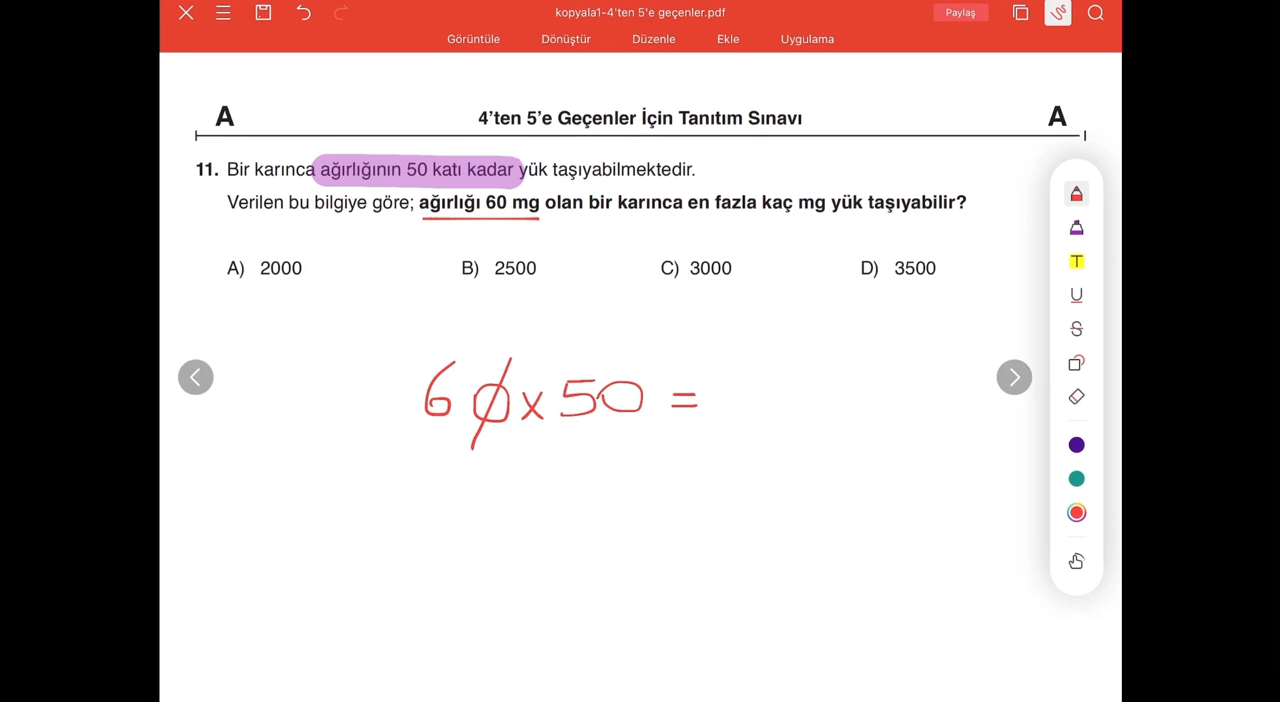 kopyala1-4'ten 5'e geçenler.pdf
Paylaş
Görüntüle Dönüştür Düzenle Ekle Uygulama
A 4'ten 5'e Geçenler İçin Tanıtım Sınavı A
11. Bir karınca ağırlığının 50 katı kadar yük taşıyabilmektedir.
Verilen bu bilgiye göre; ağırlığı 60 mg olan bir karınca en fazla kaç mg yük taşıyabilir?
A) 2000 B) 2500 C) 3000 D) 3500
60 x 50 =
T
U
S